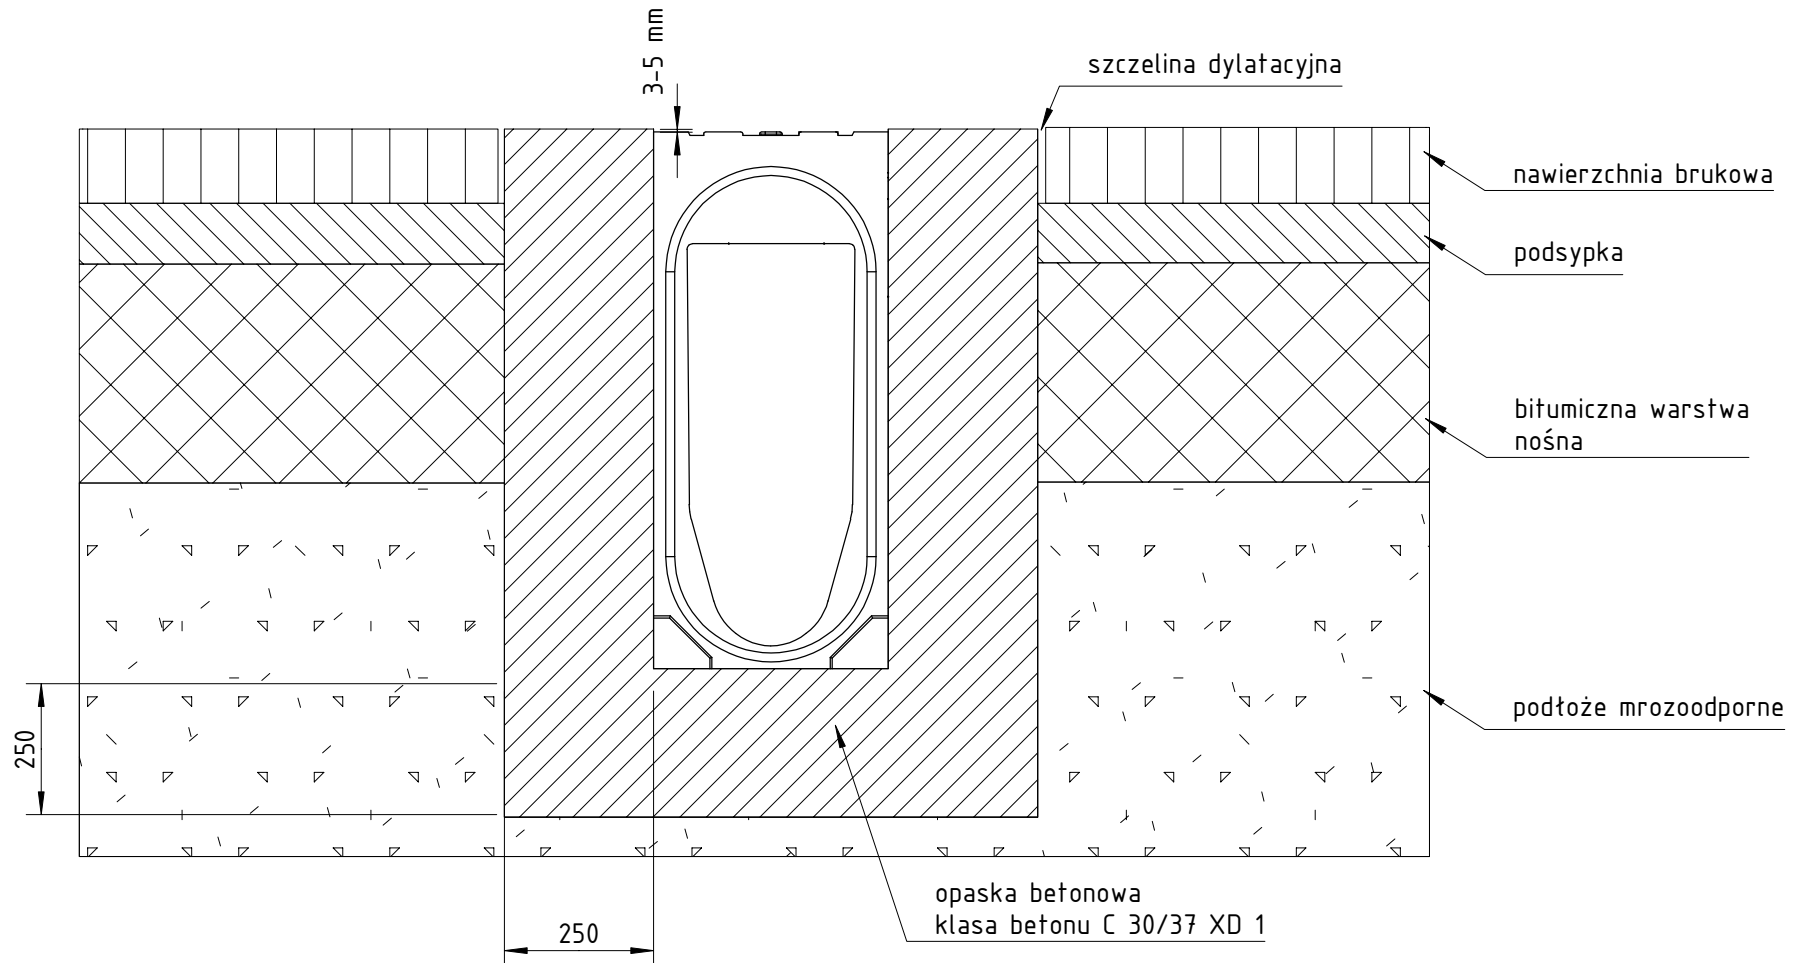 3-5 mm
szczelina dylatacyjna
nawierzchnia brukowa
podsypka
bitumiczna warstwa
nośna
podłoże mrozoodporne
250
opaska betonowa
klasa betonu C 30/37 XD 1
250